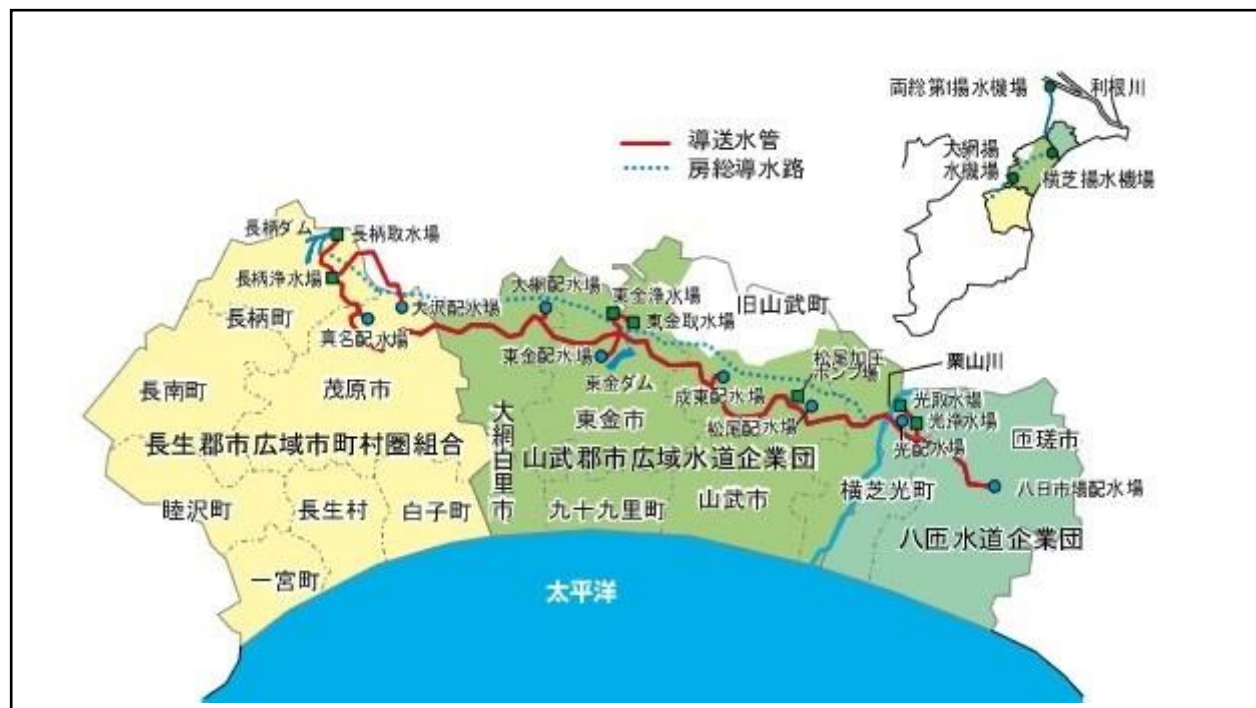 両総第1揚水機場
利根川
大網揚
水機場
横芝揚水機場
導送水管
房総導水路
長柄ダム
長柄取水場
長柄浄水場
大沢配水場
長柄町
真名配水場
大網配水場
東金浄水場
東金取水場
旧山武町
東金配水場
東金ダム
松尾加圧
ポンプ場
栗山川
成東配水場
松尾配水場
光取水場
光浄水場
光配水場
匝瑳市
八日市場配水場
長南町
茂原市
大網白里市
東金市
長生郡市広域市町村圏組合
山武郡市広域水道企業団
横芝光町
睦沢町
長生村
白子町
九十九里町
山武市
八匝水道企業団
一宮町
太平洋